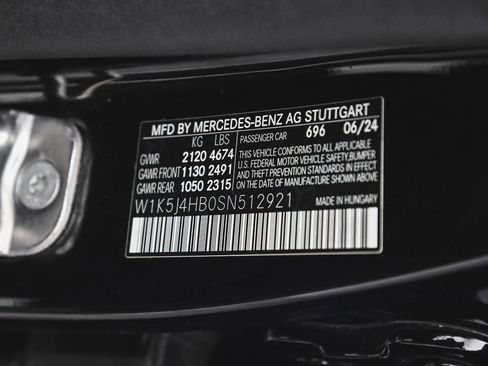 MFD BY MERCEDES-BENZ AG STUTTGART
KG LBS PASSENGER CAR 696 06/24
GVWR 2120 4674
GAWR FRONT 1130 2491
GAWR REAR 1050 2315
THIS VEHICLE CONFORMS TO ALL APPLICABLE
U.S. FEDERAL MOTOR VEHICLE SAFETY,BUMPER
AND THEFT PREVENTION STANDARDS IN EFFECT
ON THE DATE OF MANUFACTURE SHOWN ABOVE.
W1K5J4HB0SN512921
MADE IN HUNGARY